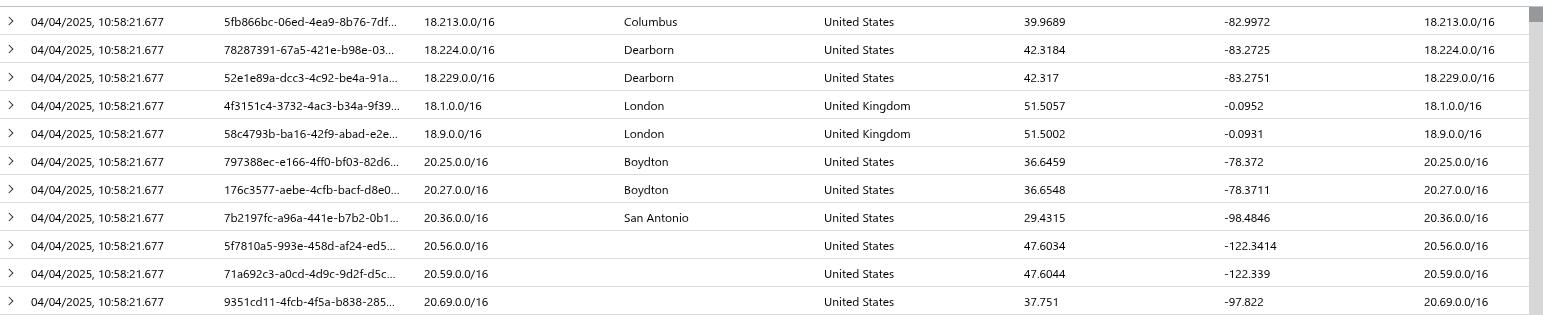 04/04/2025, 10:58:21.677 5fb866bc-06ed-4ea9-8b76-7df... 18.213.0.0/16 Columbus United States 39.9689 -82.9972 18.213.0.0/16
04/04/2025, 10:58:21.677 78287391-67a5-421e-b98e-03... 18.224.0.0/16 Dearborn United States 42.3184 -83.2725 18.224.0.0/16
04/04/2025, 10:58:21.677 52e1e89a-dcc3-4c92-be4a-91a... 18.229.0.0/16 Dearborn United States 42.317 -83.2751 18.229.0.0/16
04/04/2025, 10:58:21.677 4f3151c4-3732-4ac3-b34a-9f39... 18.1.0.0/16 London United Kingdom 51.5057 -0.0952 18.1.0.0/16
04/04/2025, 10:58:21.677 58c4793b-ba16-42f9-abad-e2e... 18.9.0.0/16 London United Kingdom 51.5002 -0.0931 18.9.0.0/16
04/04/2025, 10:58:21.677 797388ec-e166-4ff0-bf03-82d6... 20.25.0.0/16 Boydton United States 36.6459 -78.372 20.25.0.0/16
04/04/2025, 10:58:21.677 176c3577-aebe-4cfb-bacf-d8e0... 20.27.0.0/16 Boydton United States 36.6548 -78.3711 20.27.0.0/16
04/04/2025, 10:58:21.677 7b2197fc-a96a-441e-b7b2-0b1... 20.36.0.0/16 San Antonio United States 29.4315 -98.4846 20.36.0.0/16
04/04/2025, 10:58:21.677 5f7810a5-993e-458d-af24-ed5... 20.56.0.0/16 United States 47.6034 -122.3414 20.56.0.0/16
04/04/2025, 10:58:21.677 71a692c3-a0cd-4d9c-9d2f-d5c... 20.59.0.0/16 United States 47.6044 -122.339 20.59.0.0/16
04/04/2025, 10:58:21.677 9351cd11-4fcb-4f5a-b838-285... 20.69.0.0/16 United States 37.751 -97.822 20.69.0.0/16